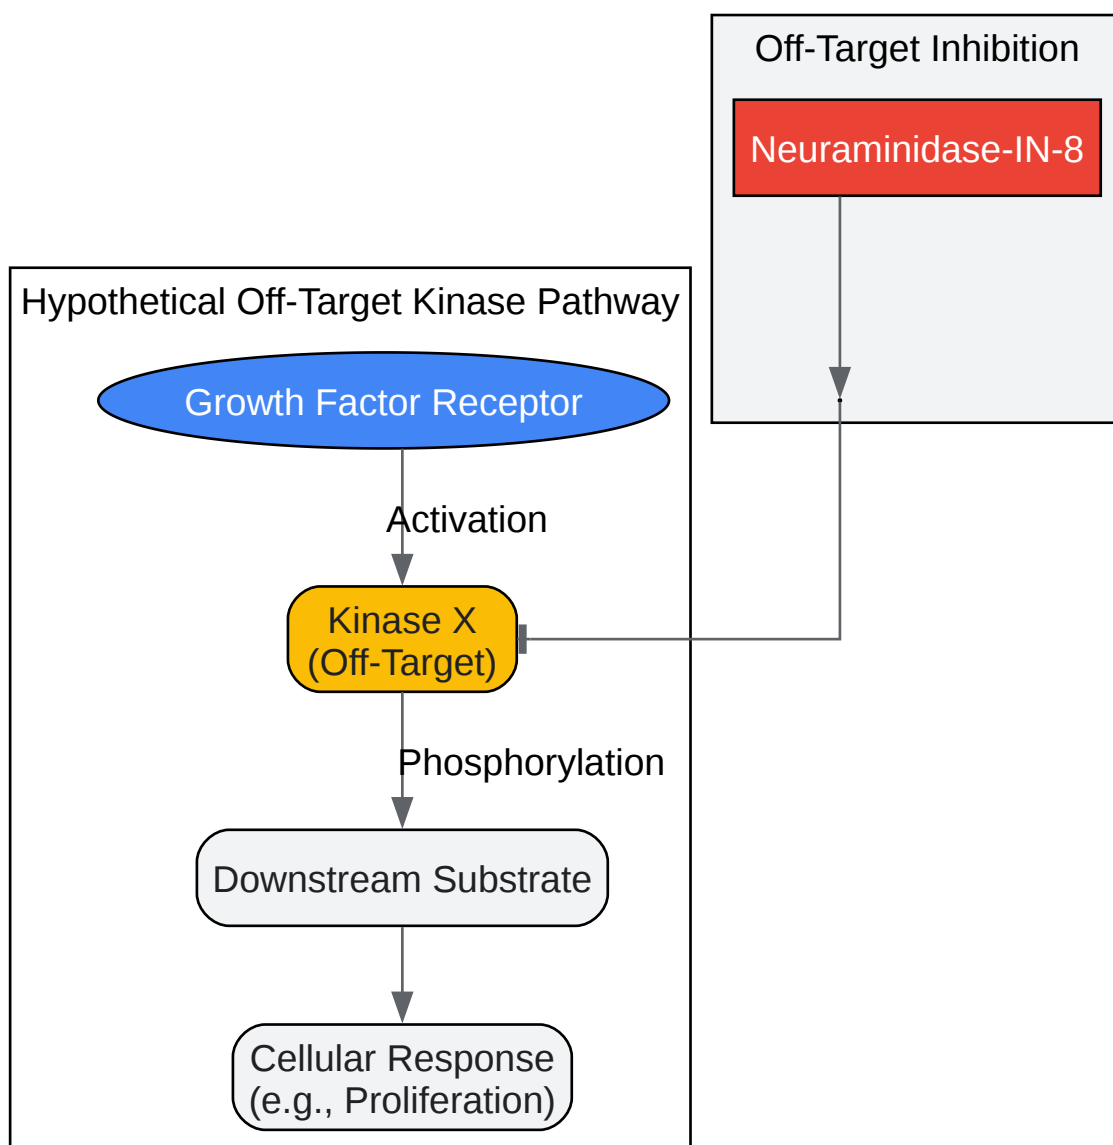 Off-Target Inhibition
Neuraminidase-IN-8
Hypothetical Off-Target Kinase Pathway
Growth Factor Receptor
Activation
Kinase X
(Off-Target)
Phosphorylation
Downstream Substrate
Cellular Response
(e.g., Proliferation)